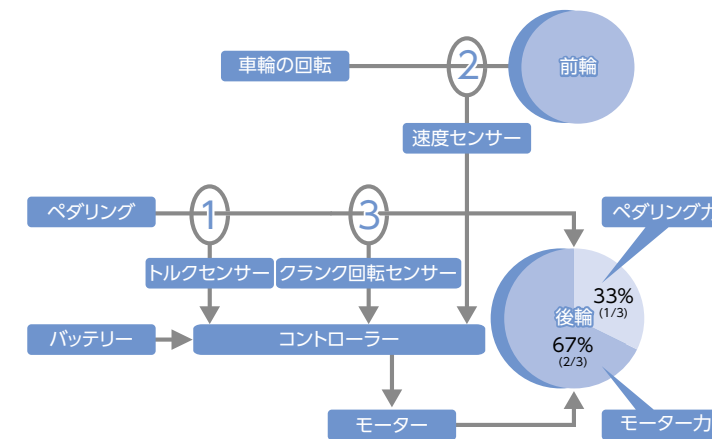 車輪の回転
2
前輪
速度センサー
ペダリング
1
3
ペダリング力
トルクセンサー
クランク回転センサー
33%
(1/3)
後輪
67%
(2/3)
バッテリー
コントローラー
モーター
モーター力